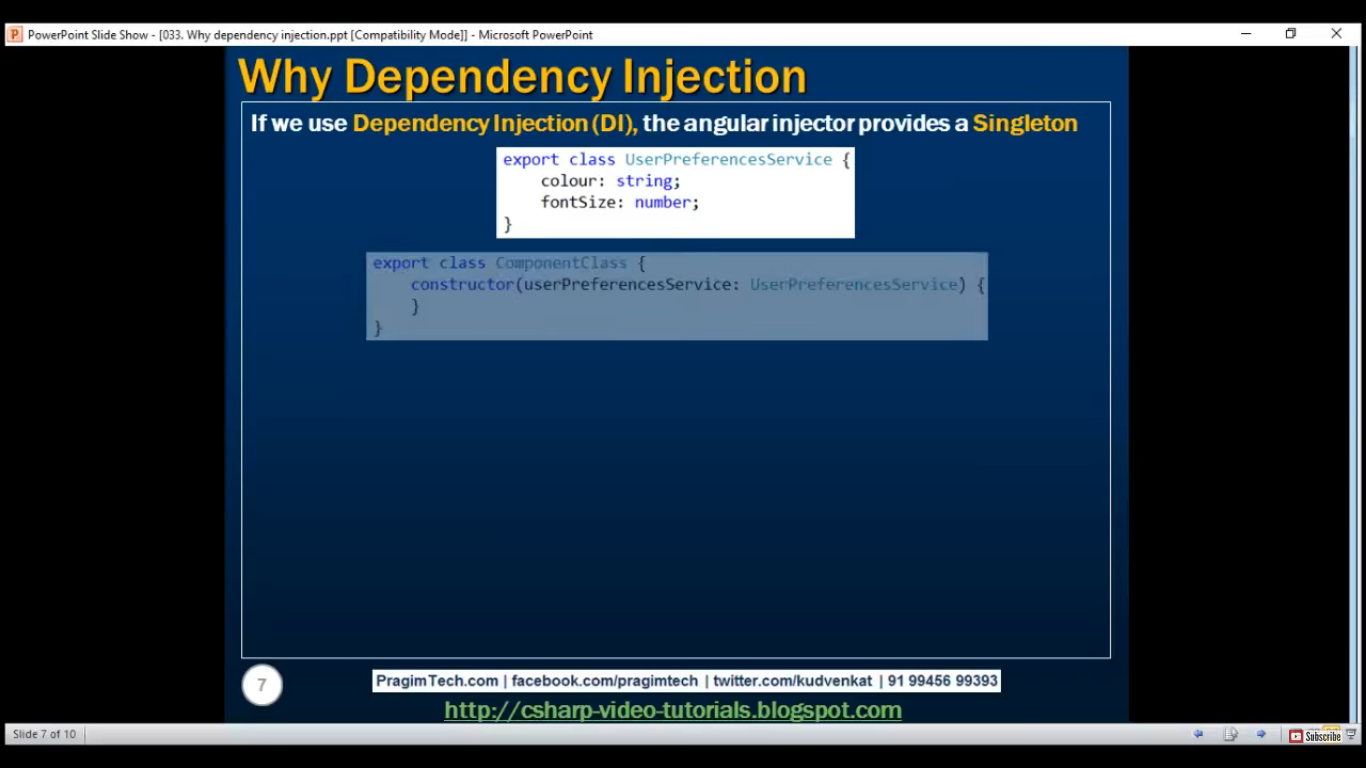 PowerPoint Slide Show - [033. Why dependency injection.ppt [Compatibility Mode]] - Microsoft PowerPoint
Why Dependency Injection
If we use Dependency Injection (DI), the angular injector provides a Singleton
export class UserPreferencesService {
    colour: string;
    fontSize: number;
}
export class ComponentClass {
    constructor(userPreferencesService: UserPreferencesService) {
    }
}
7
PragimTech.com | facebook.com/pragimtech | twitter.com/kudvenkat | 91 99456 99393
http://csharp-video-tutorials.blogspot.com
Slide 7 of 10
Subscribe